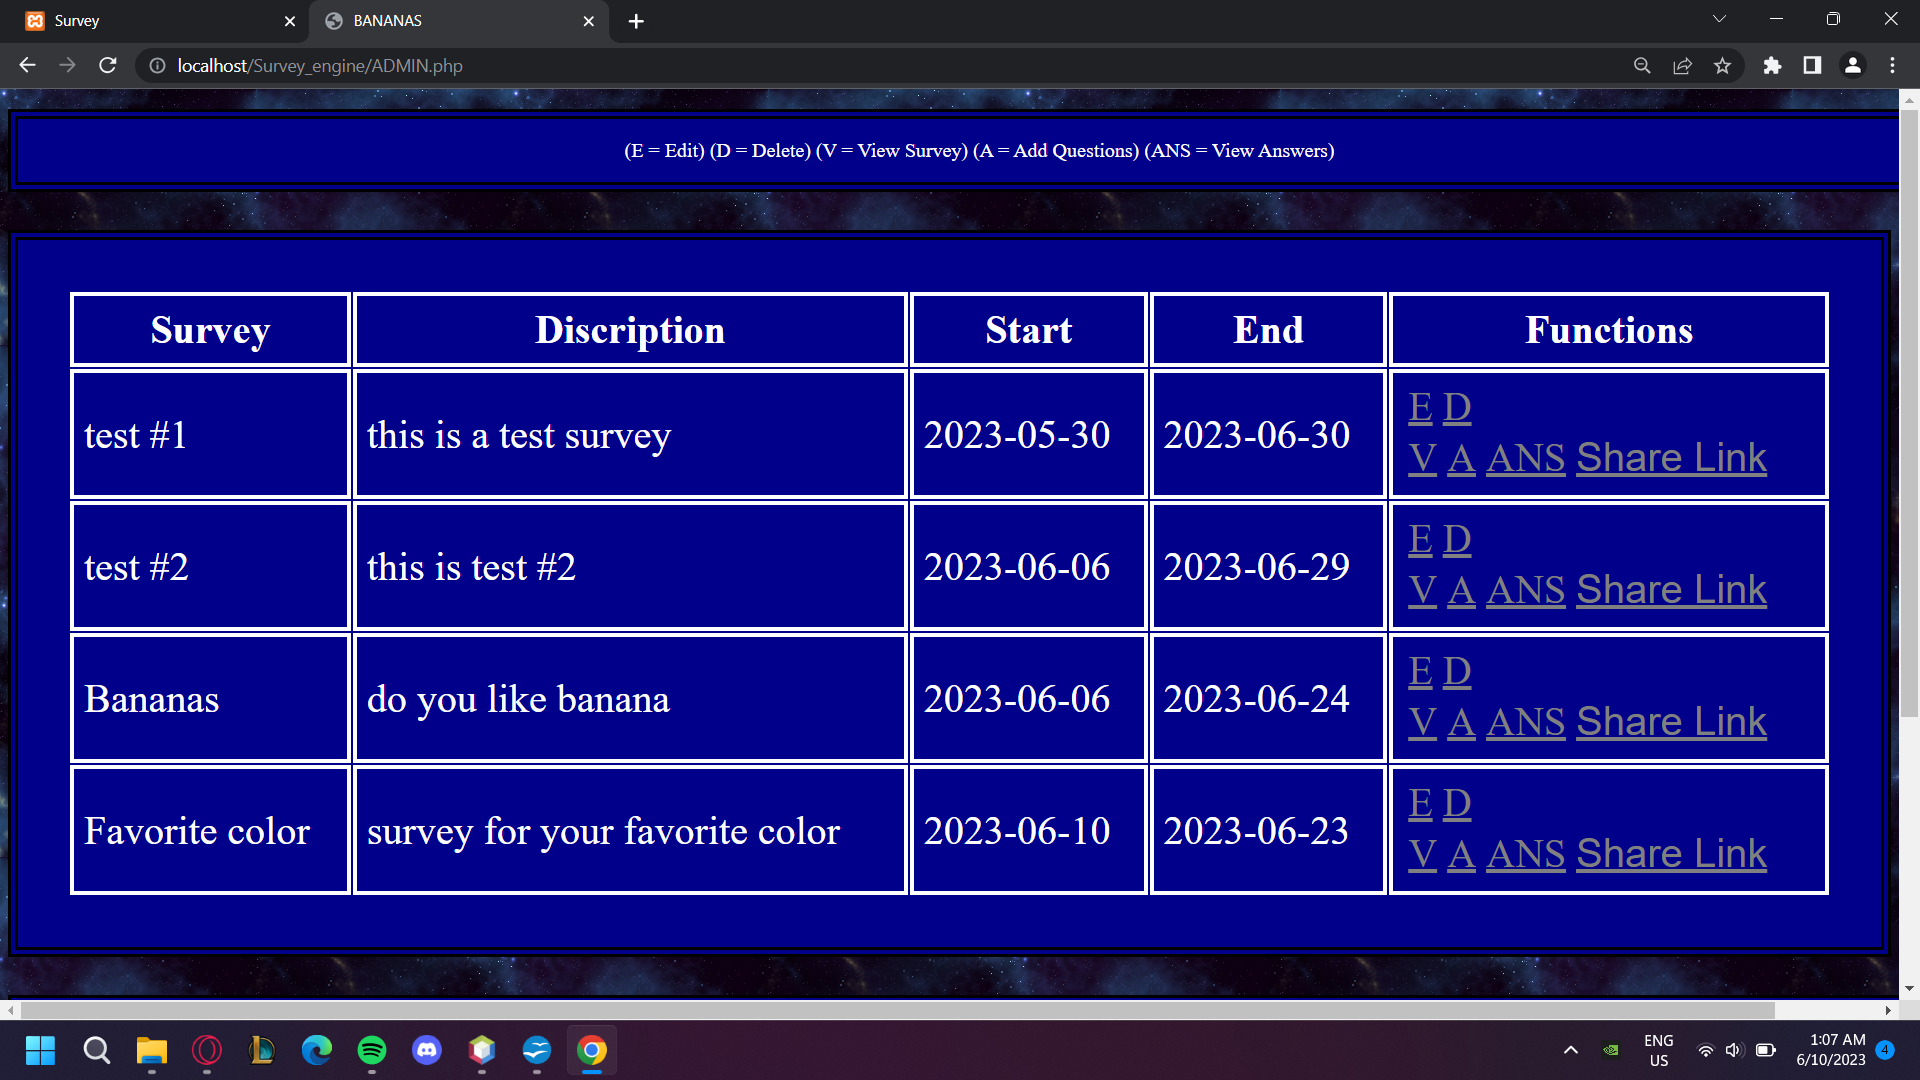 Survey
BANANAS
localhost/Survey_engine/ADMIN.php
(E = Edit) (D = Delete) (V = View Survey) (A = Add Questions) (ANS = View Answers)
Survey Discription Start End Functions
test #1 this is a test survey 2023-05-30 2023-06-30 E D
V A ANS Share Link
test #2 this is test #2 2023-06-06 2023-06-29 E D
V A ANS Share Link
Bananas do you like banana 2023-06-06 2023-06-24 E D
V A ANS Share Link
Favorite color survey for your favorite color 2023-06-10 2023-06-23 E D
V A ANS Share Link
ENG
US
1:07 AM
6/10/2023
4